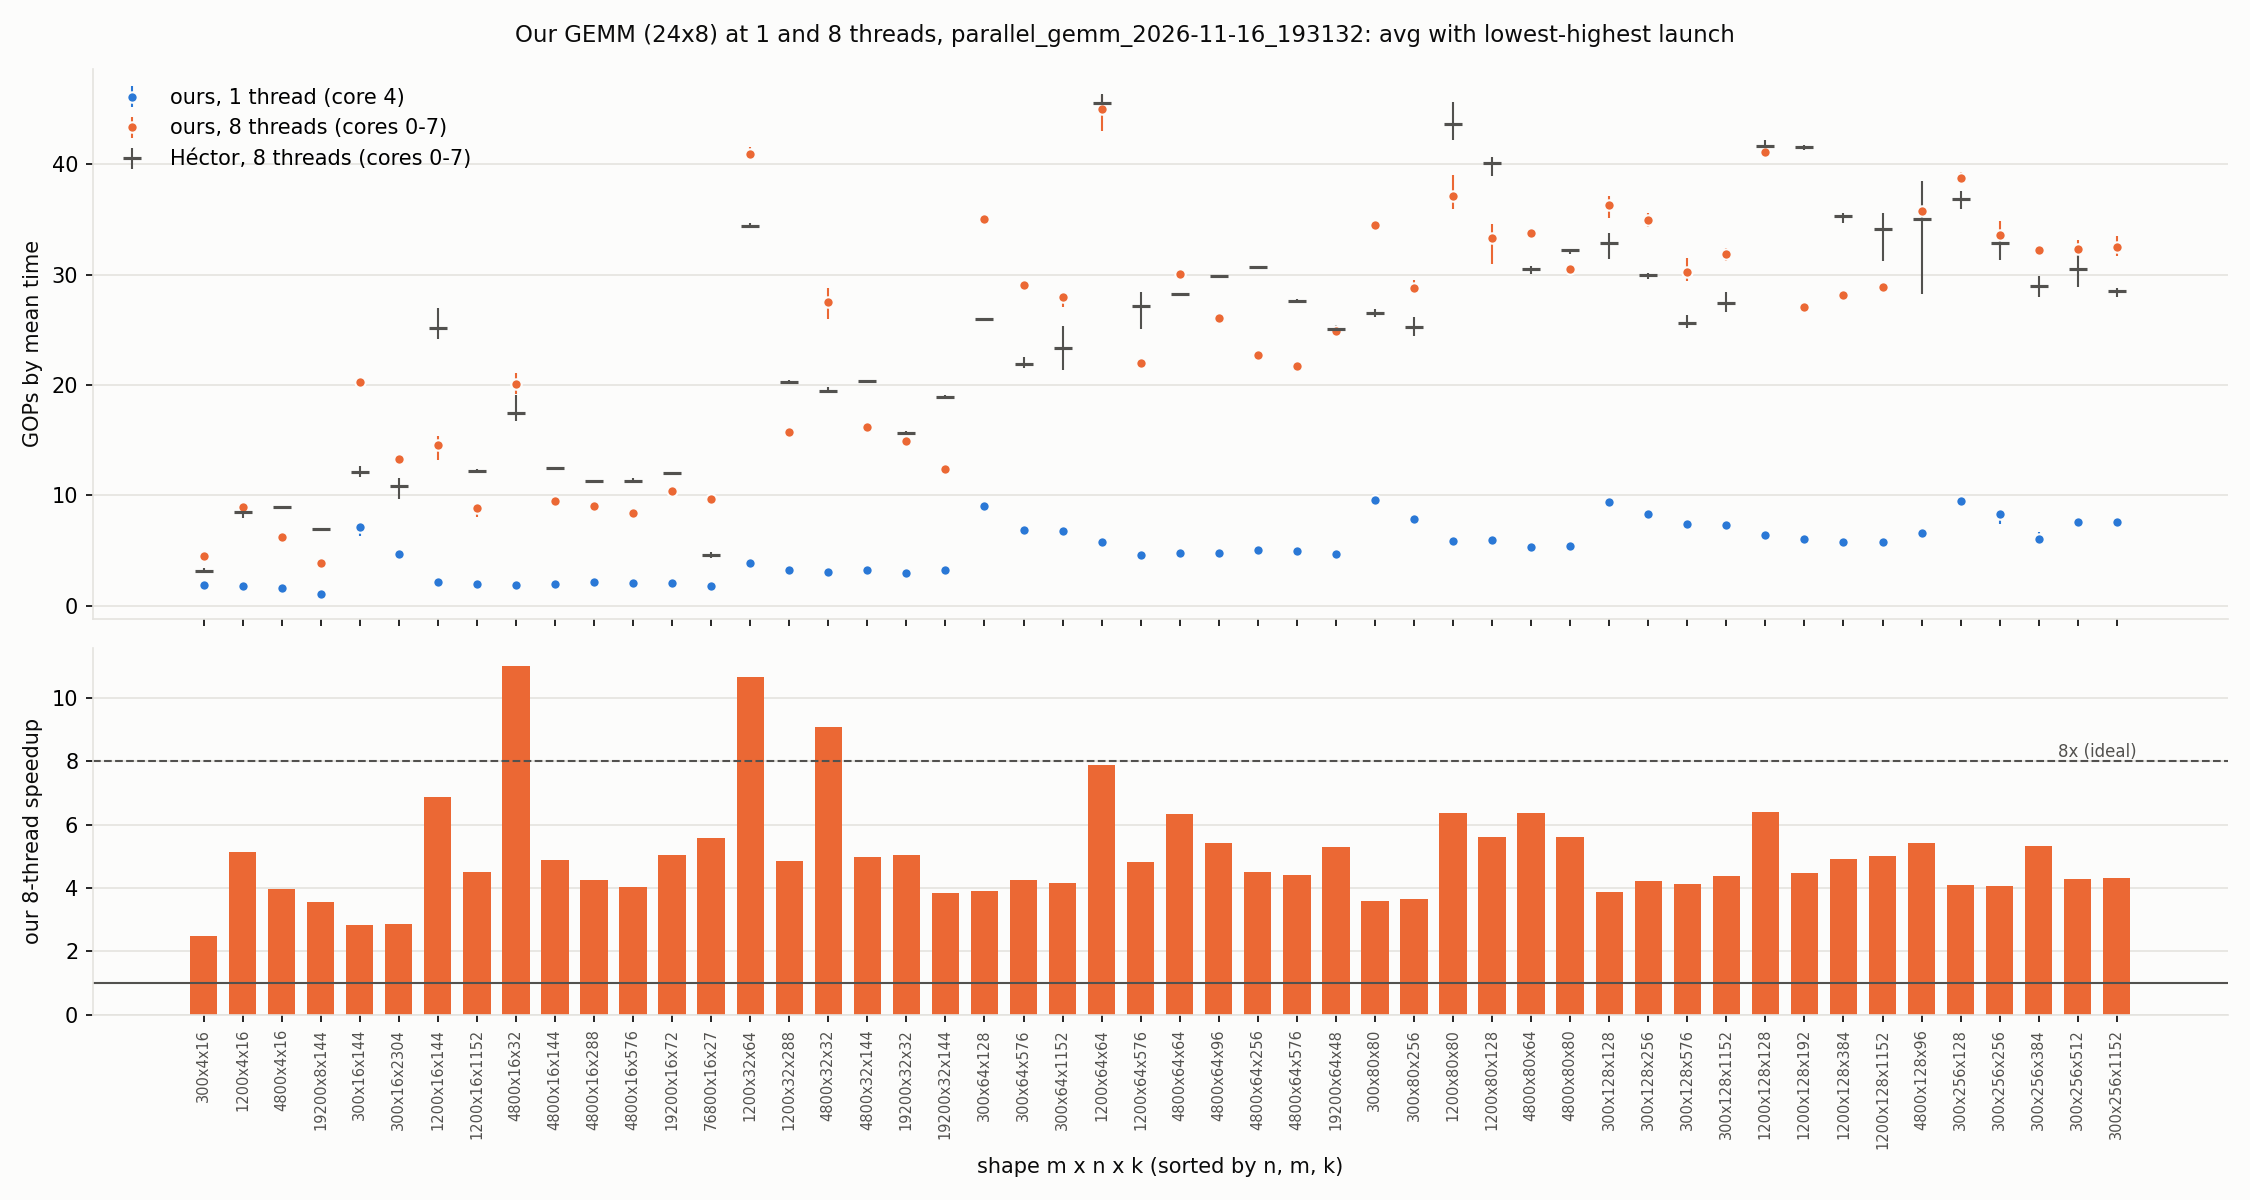 Our GEMM (24x8) at 1 and 8 threads, parallel_gemm_2026-11-16_193132: avg with lowest-highest launch
ours, 1 thread (core 4)
ours, 8 threads (cores 0-7)
Héctor, 8 threads (cores 0-7)
GOPs by mean time
40
30
20
10
0
our 8-thread speedup
10
8
6
4
2
0
8x (ideal)
300x4x16
1200x4x16
4800x4x16
19200x8x144
300x16x144
300x16x2304
1200x16x144
1200x16x1152
4800x16x32
4800x16x144
4800x16x288
4800x16x576
19200x16x72
76800x16x27
1200x32x64
1200x32x288
4800x32x32
4800x32x144
19200x32x32
19200x32x144
300x64x128
300x64x576
300x64x1152
1200x64x64
1200x64x576
4800x64x64
4800x64x96
4800x64x256
4800x64x576
19200x64x48
300x80x80
300x80x256
1200x80x80
1200x80x128
4800x80x64
4800x80x80
300x128x128
300x128x256
300x128x576
300x128x1152
1200x128x128
1200x128x192
1200x128x384
1200x128x1152
4800x128x96
300x256x128
300x256x256
300x256x384
300x256x512
300x256x1152
shape m x n x k (sorted by n, m, k)